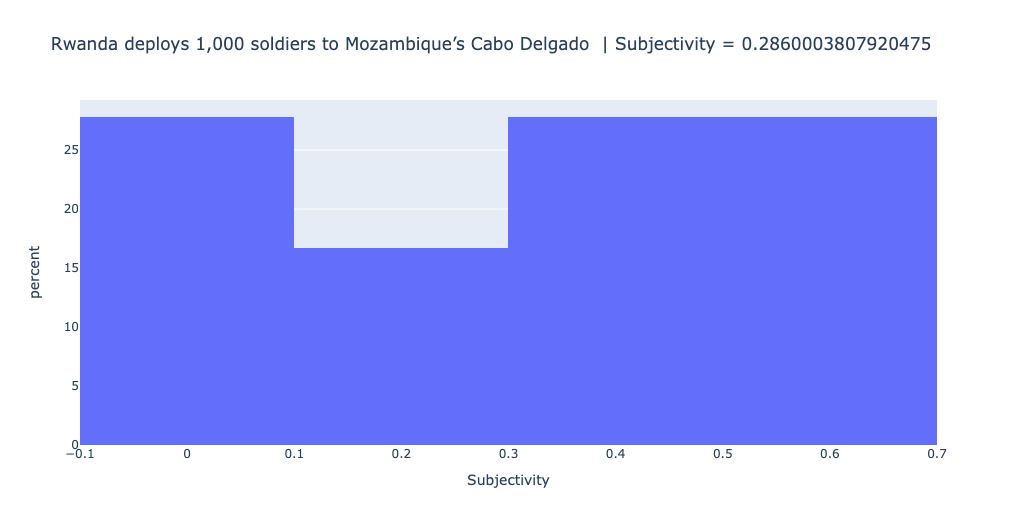 Rwanda deploys 1,000 soldiers to Mozambique’s Cabo Delgado | Subjectivity = 0.2860003807920475
percent
25
20
15
10
5
0
−0.1 0 0.1 0.2 0.3 0.4 0.5 0.6 0.7
Subjectivity